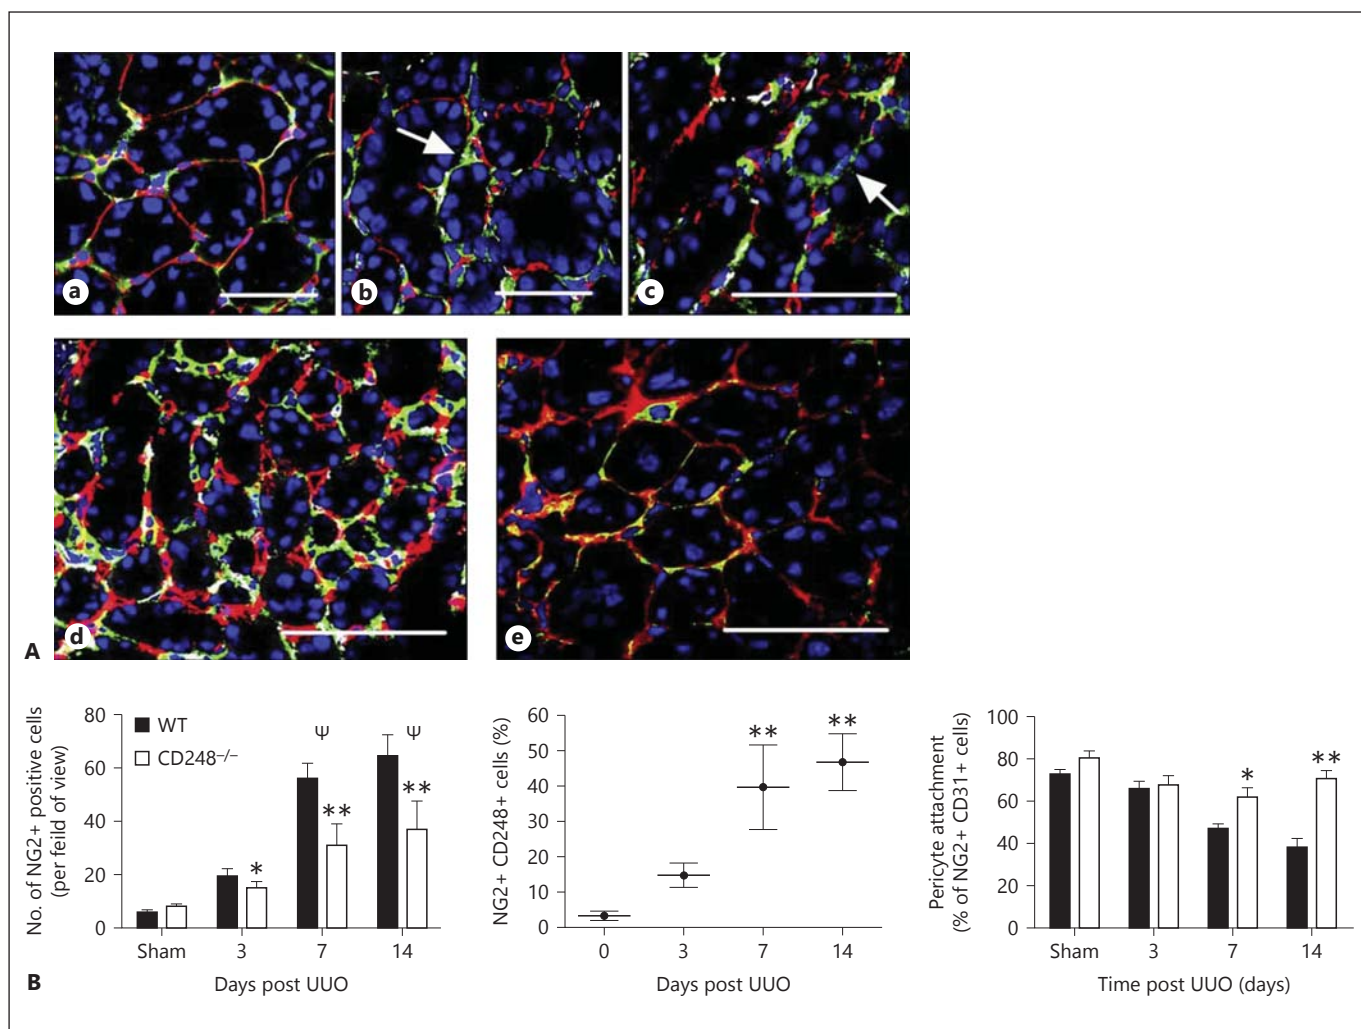 a
b
c
d
e
A
No. of NG2+ positive cells
(per feild of view)
80
60
40
20
0
WT
CD248–/–
*
Ψ
**
Ψ
**
Sham
3
7
14
Days post UUO
NG2+ CD248+ cells (%)
60
50
40
30
20
10
0
**
**
0
3
7
14
Days post UUO
Pericyte attachment
(% of NG2+ CD31+ cells)
100
80
60
40
20
0
*
**
Sham
3
7
14
Time post UUO (days)
B